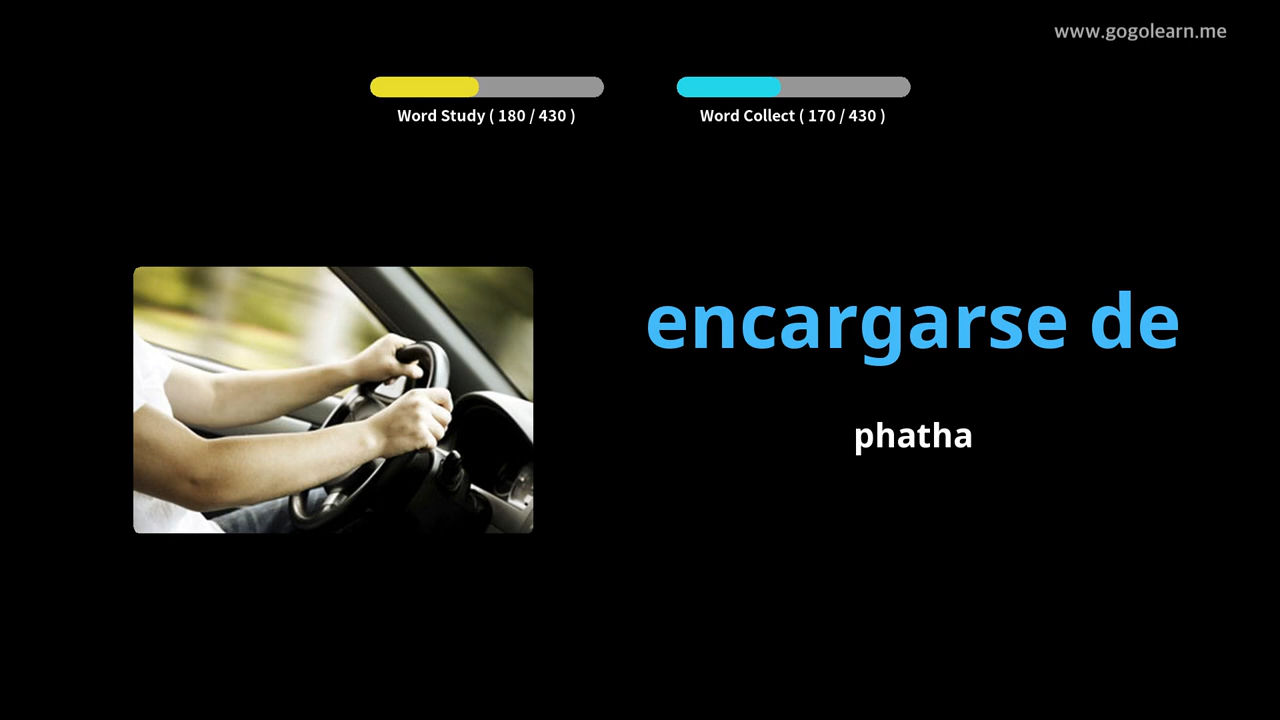 www.gogolearn.me
Word Study ( 180 / 430 )
Word Collect ( 170 / 430 )
encargarse de
phatha